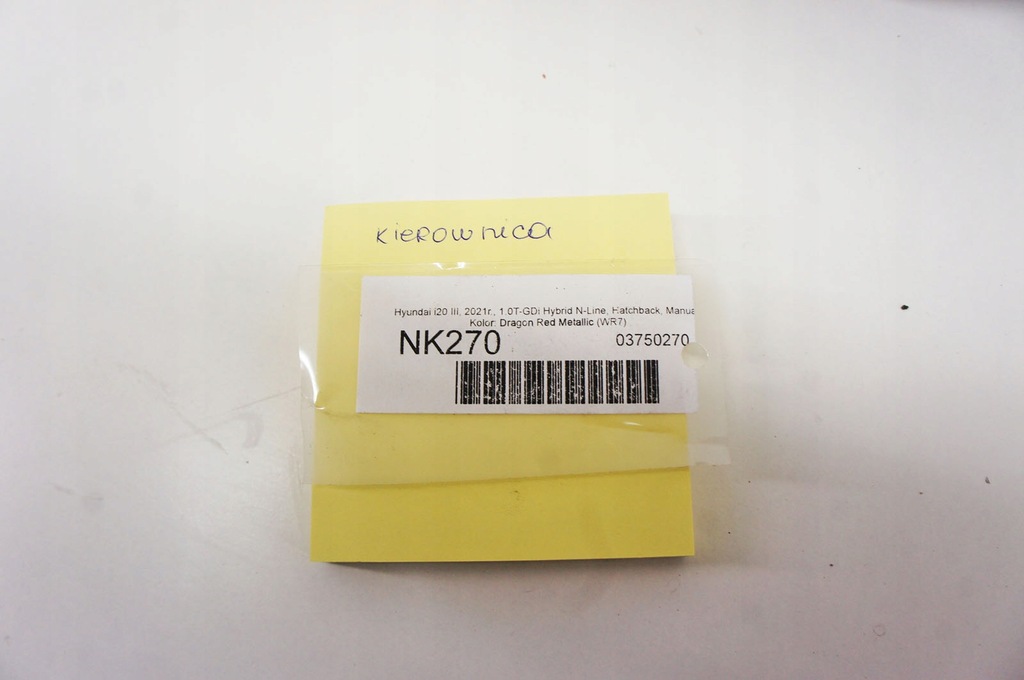 Kierownica
Hyundai i20 III, 2021r., 1.0T-GDi Hybrid N-Line, Hatchback, Manua
Kolor: Dragon Red Metallic (WR7)
NK270 03750270